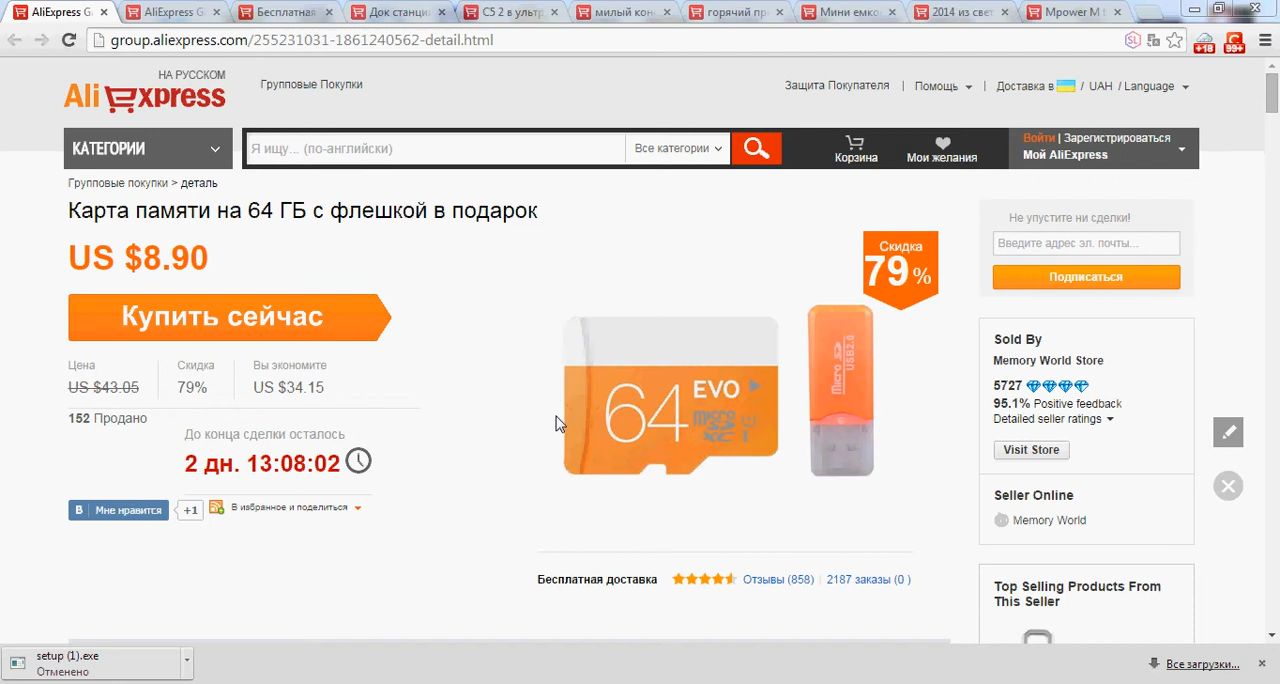 AliExpress G
AliExpress G
Бесплатная
Док станци
C5 2 в ультр
милый кон
горячий пр
Мини емко
2014 из свет
Mpower M
group.aliexpress.com/255231031-1861240562-detail.html
SL
+18
99+
НА РУССКОМ
AliExpress
Групповые Покупки
Защита Покупателя | Помощь | Доставка в / UAH / Language
КАТЕГОРИИ
Я ищу... (по-английски)
Все категории
Корзина
Мои желания
Войти | Зарегистрироваться
Мой AliExpress
Групповые покупки > деталь
Карта памяти на 64 ГБ с флешкой в подарок
US $8.90
Купить сейчас
Цена
Скидка
Вы экономите
US $43.05
79%
US $34.15
152 Продано
До конца сделки осталось
2 дн. 13:08:02
B Мне нравится
+1
В избранное и поделиться
Скидка
79 %
64 EVO
micro
SD
XC I
Micro SD
USB2.0
Бесплатная доставка
Отзывы (858) | 2187 заказы (0 )
Не упустите ни сделки!
Введите адрес эл. почты...
Подписаться
Sold By
Memory World Store
5727
95.1% Positive feedback
Detailed seller ratings
Visit Store
Seller Online
Memory World
Top Selling Products From
This Seller
setup (1).exe
Отменено
Все загрузки...